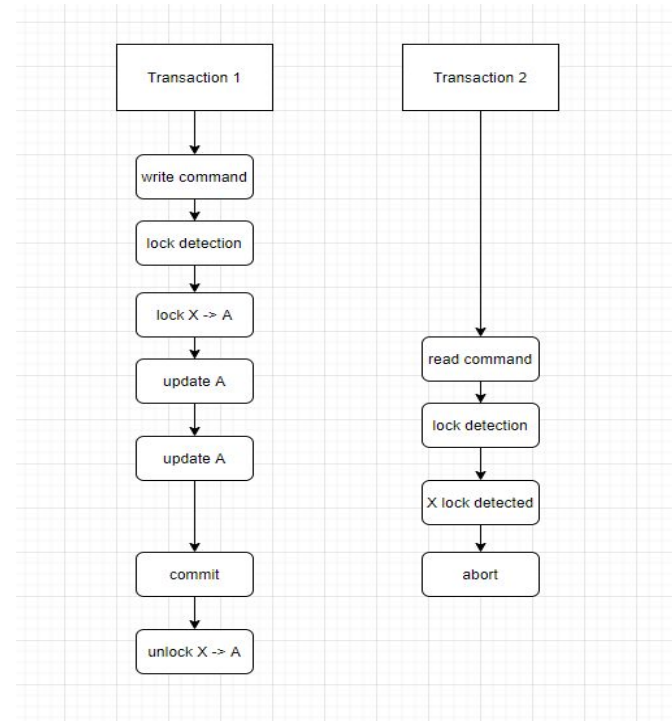 Transaction 1
Transaction 2
write command
lock detection
lock X -> A
update A
update A
commit
unlock X -> A
read command
lock detection
X lock detected
abort